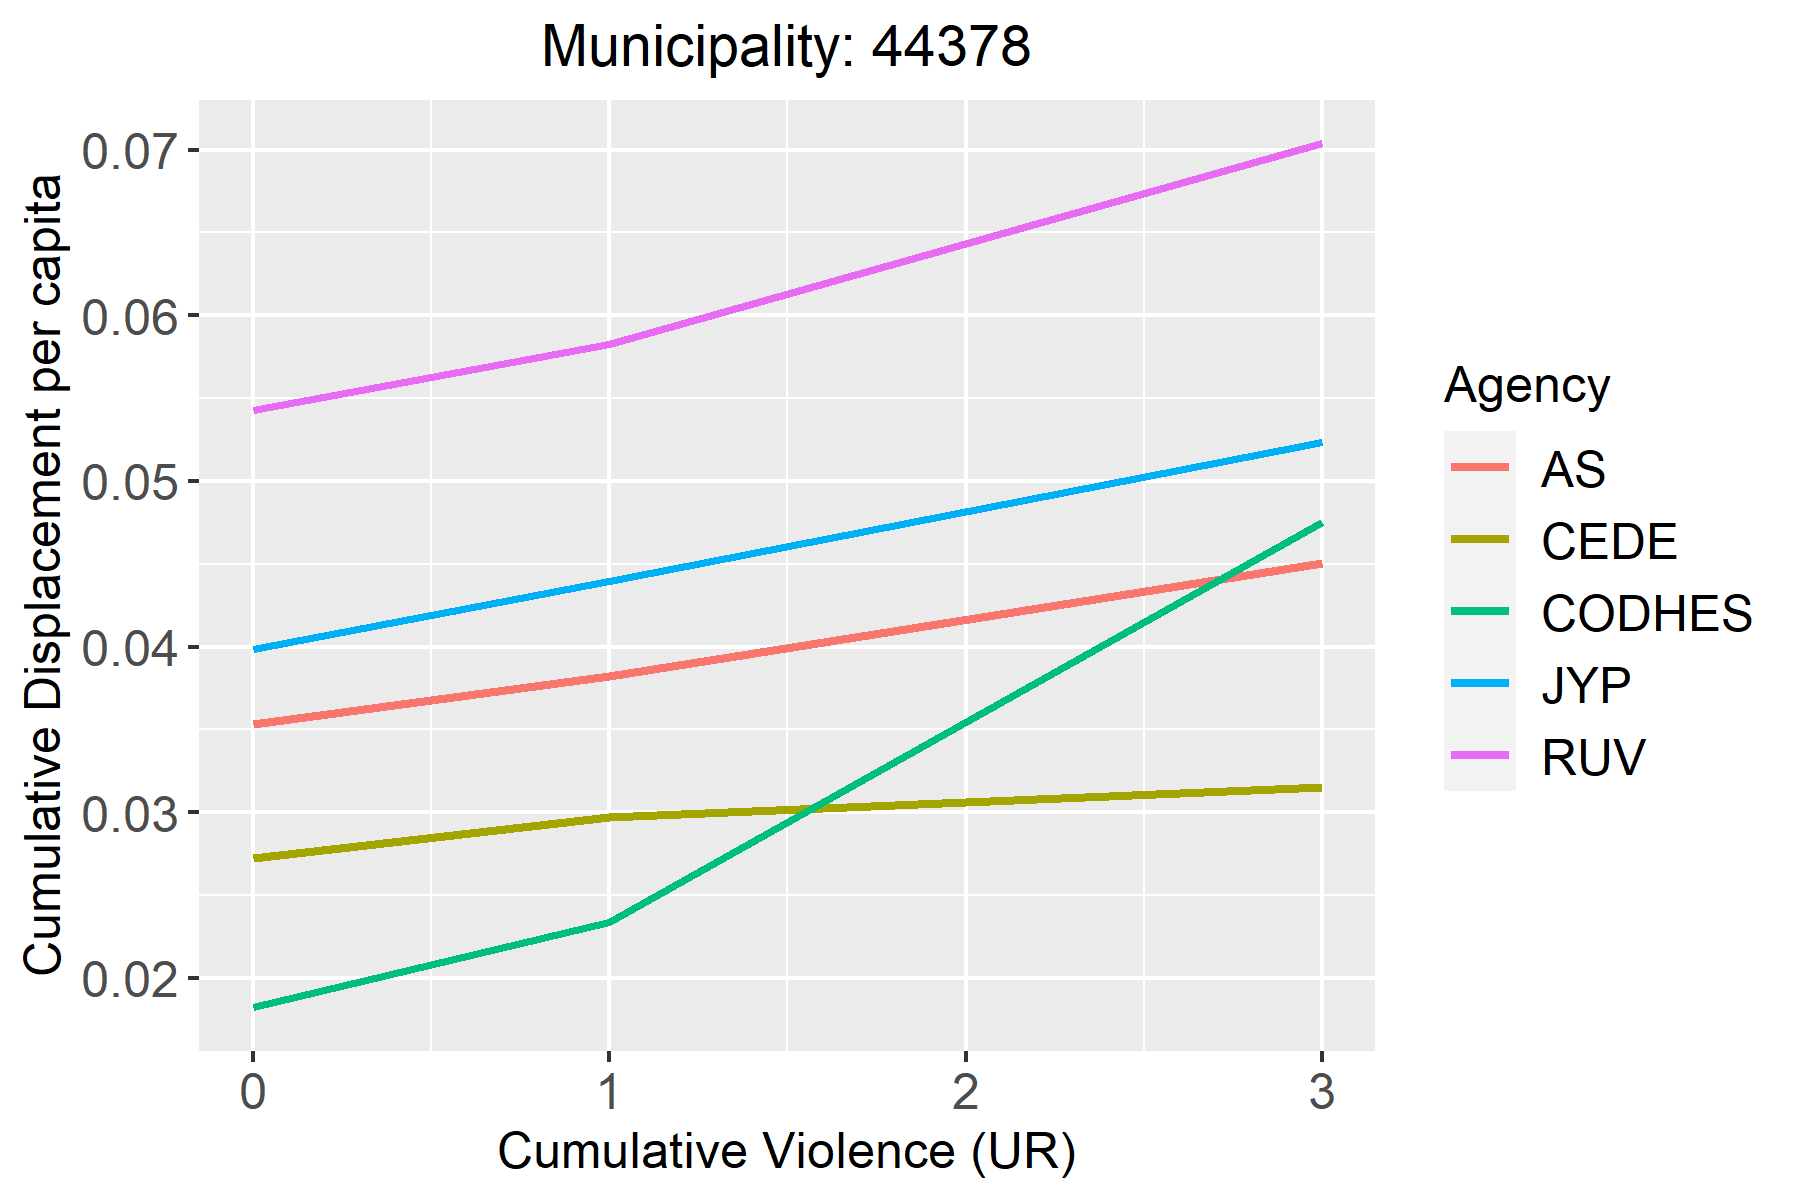 Municipality: 44378
Cumulative Displacement per capita
0.07
0.06
0.05
0.04
0.03
0.02
0
1
2
3
Cumulative Violence (UR)
Agency
AS
CEDE
CODHES
JYP
RUV